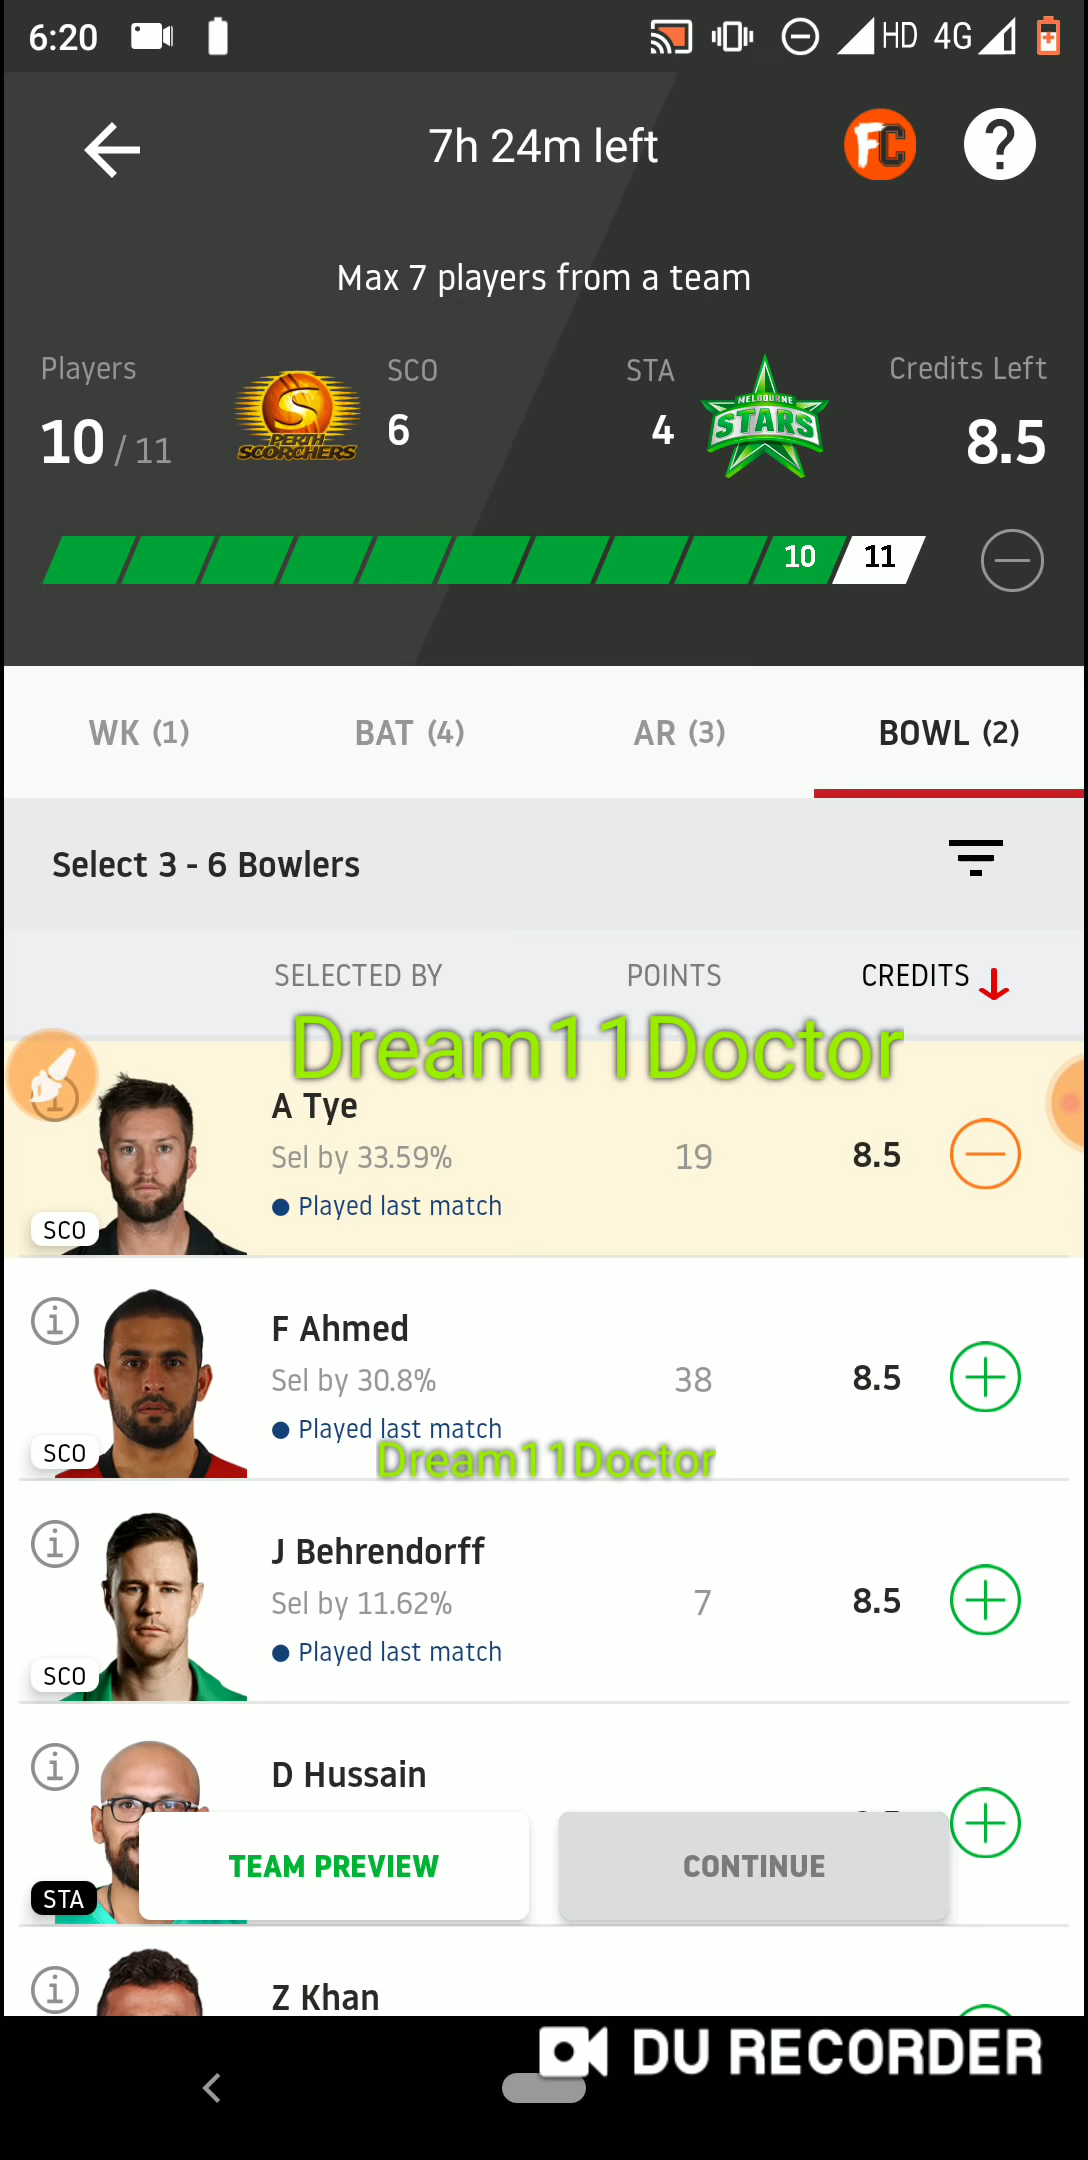 6:20 HD 4G
7h 24m left FC ?
Max 7 players from a team
Players SCO STA Credits Left
10 / 11 6 4 8.5
PERTH SCORCHERS
MELBOURNE STARS
10 11
WK (1) BAT (4) AR (3) BOWL (2)
Select 3 - 6 Bowlers
SELECTED BY POINTS CREDITS
Dream11Doctor
A Tye
Sel by 33.59% 19 8.5
Played last match
SCO
F Ahmed
Sel by 30.8% 38 8.5
Played last match
SCO
Dream11Doctor
J Behrendorff
Sel by 11.62% 7 8.5
Played last match
SCO
D Hussain
TEAM PREVIEW CONTINUE
STA
Z Khan
DU RECORDER